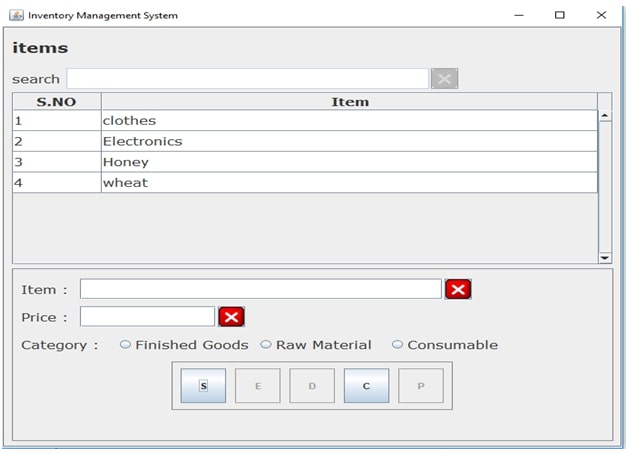 Inventory Management System
items
search
S.NO Item
1 clothes
2 Electronics
3 Honey
4 wheat
Item :
Price :
Category : Finished Goods Raw Material Consumable
S E D C P